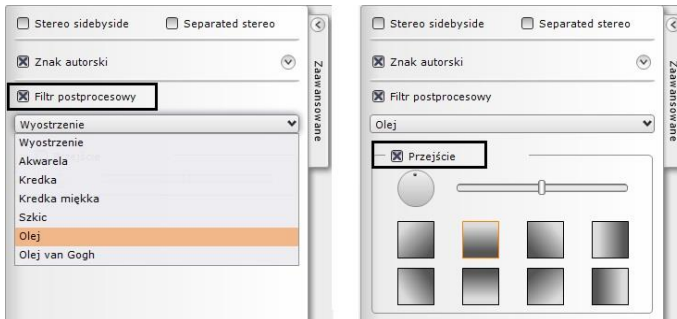 Stereo sidebyside Separated stereo
Znak autorski
Filtr postprocesowy
Wyostrzenie
Wyostrzenie
Akwarela
Kredka
Kredka miękka
Szkic
Olej
Olej van Gogh
Zaawansowane
Stereo sidebyside Separated stereo
Znak autorski
Filtr postprocesowy
Olej
Przejście
Zaawansowane